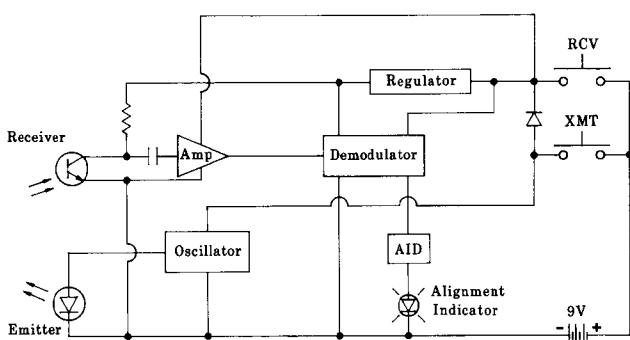 RCV
Regulator
XMT
Receiver
Amp
Demodulator
Oscillator
AID
Alignment
Indicator
9V
- +
Emitter